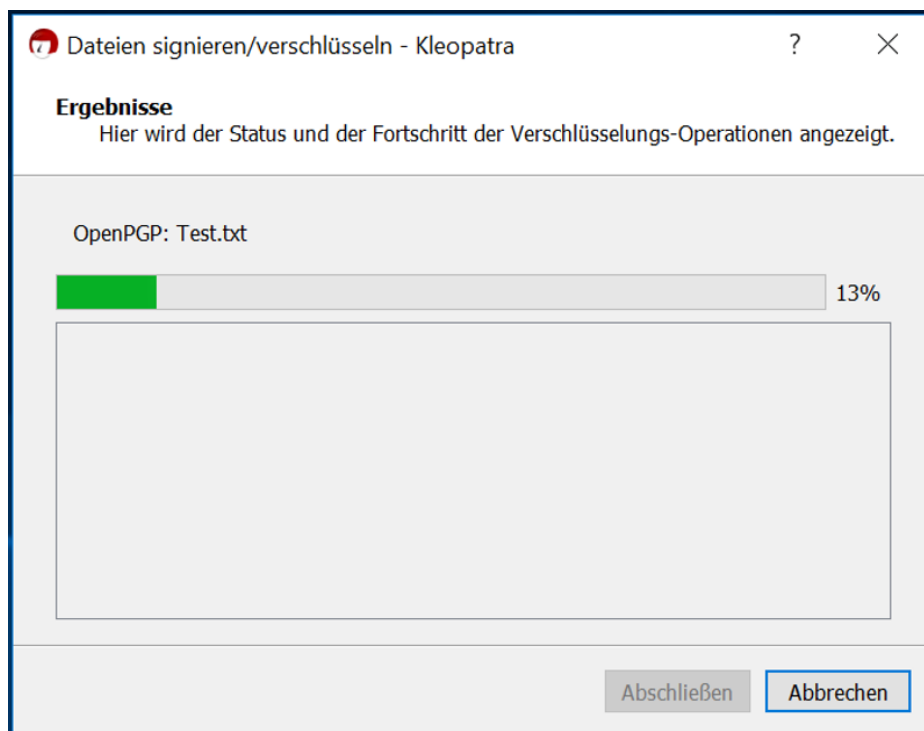 Dateien signieren/verschlüsseln - Kleopatra
Ergebnisse
Hier wird der Status und der Fortschritt der Verschlüsselungs-Operationen angezeigt.
OpenPGP: Test.txt
13%
Abschließen Abbrechen